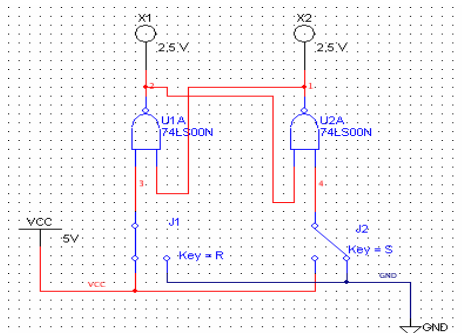 X1
X2
2.5 V
2.5 V
2
1
U1A
74LS00N
U2A
74LS00N
3
4
VCC
5V
J1
Key = R
J2
Key = S
VCC
GND
GND